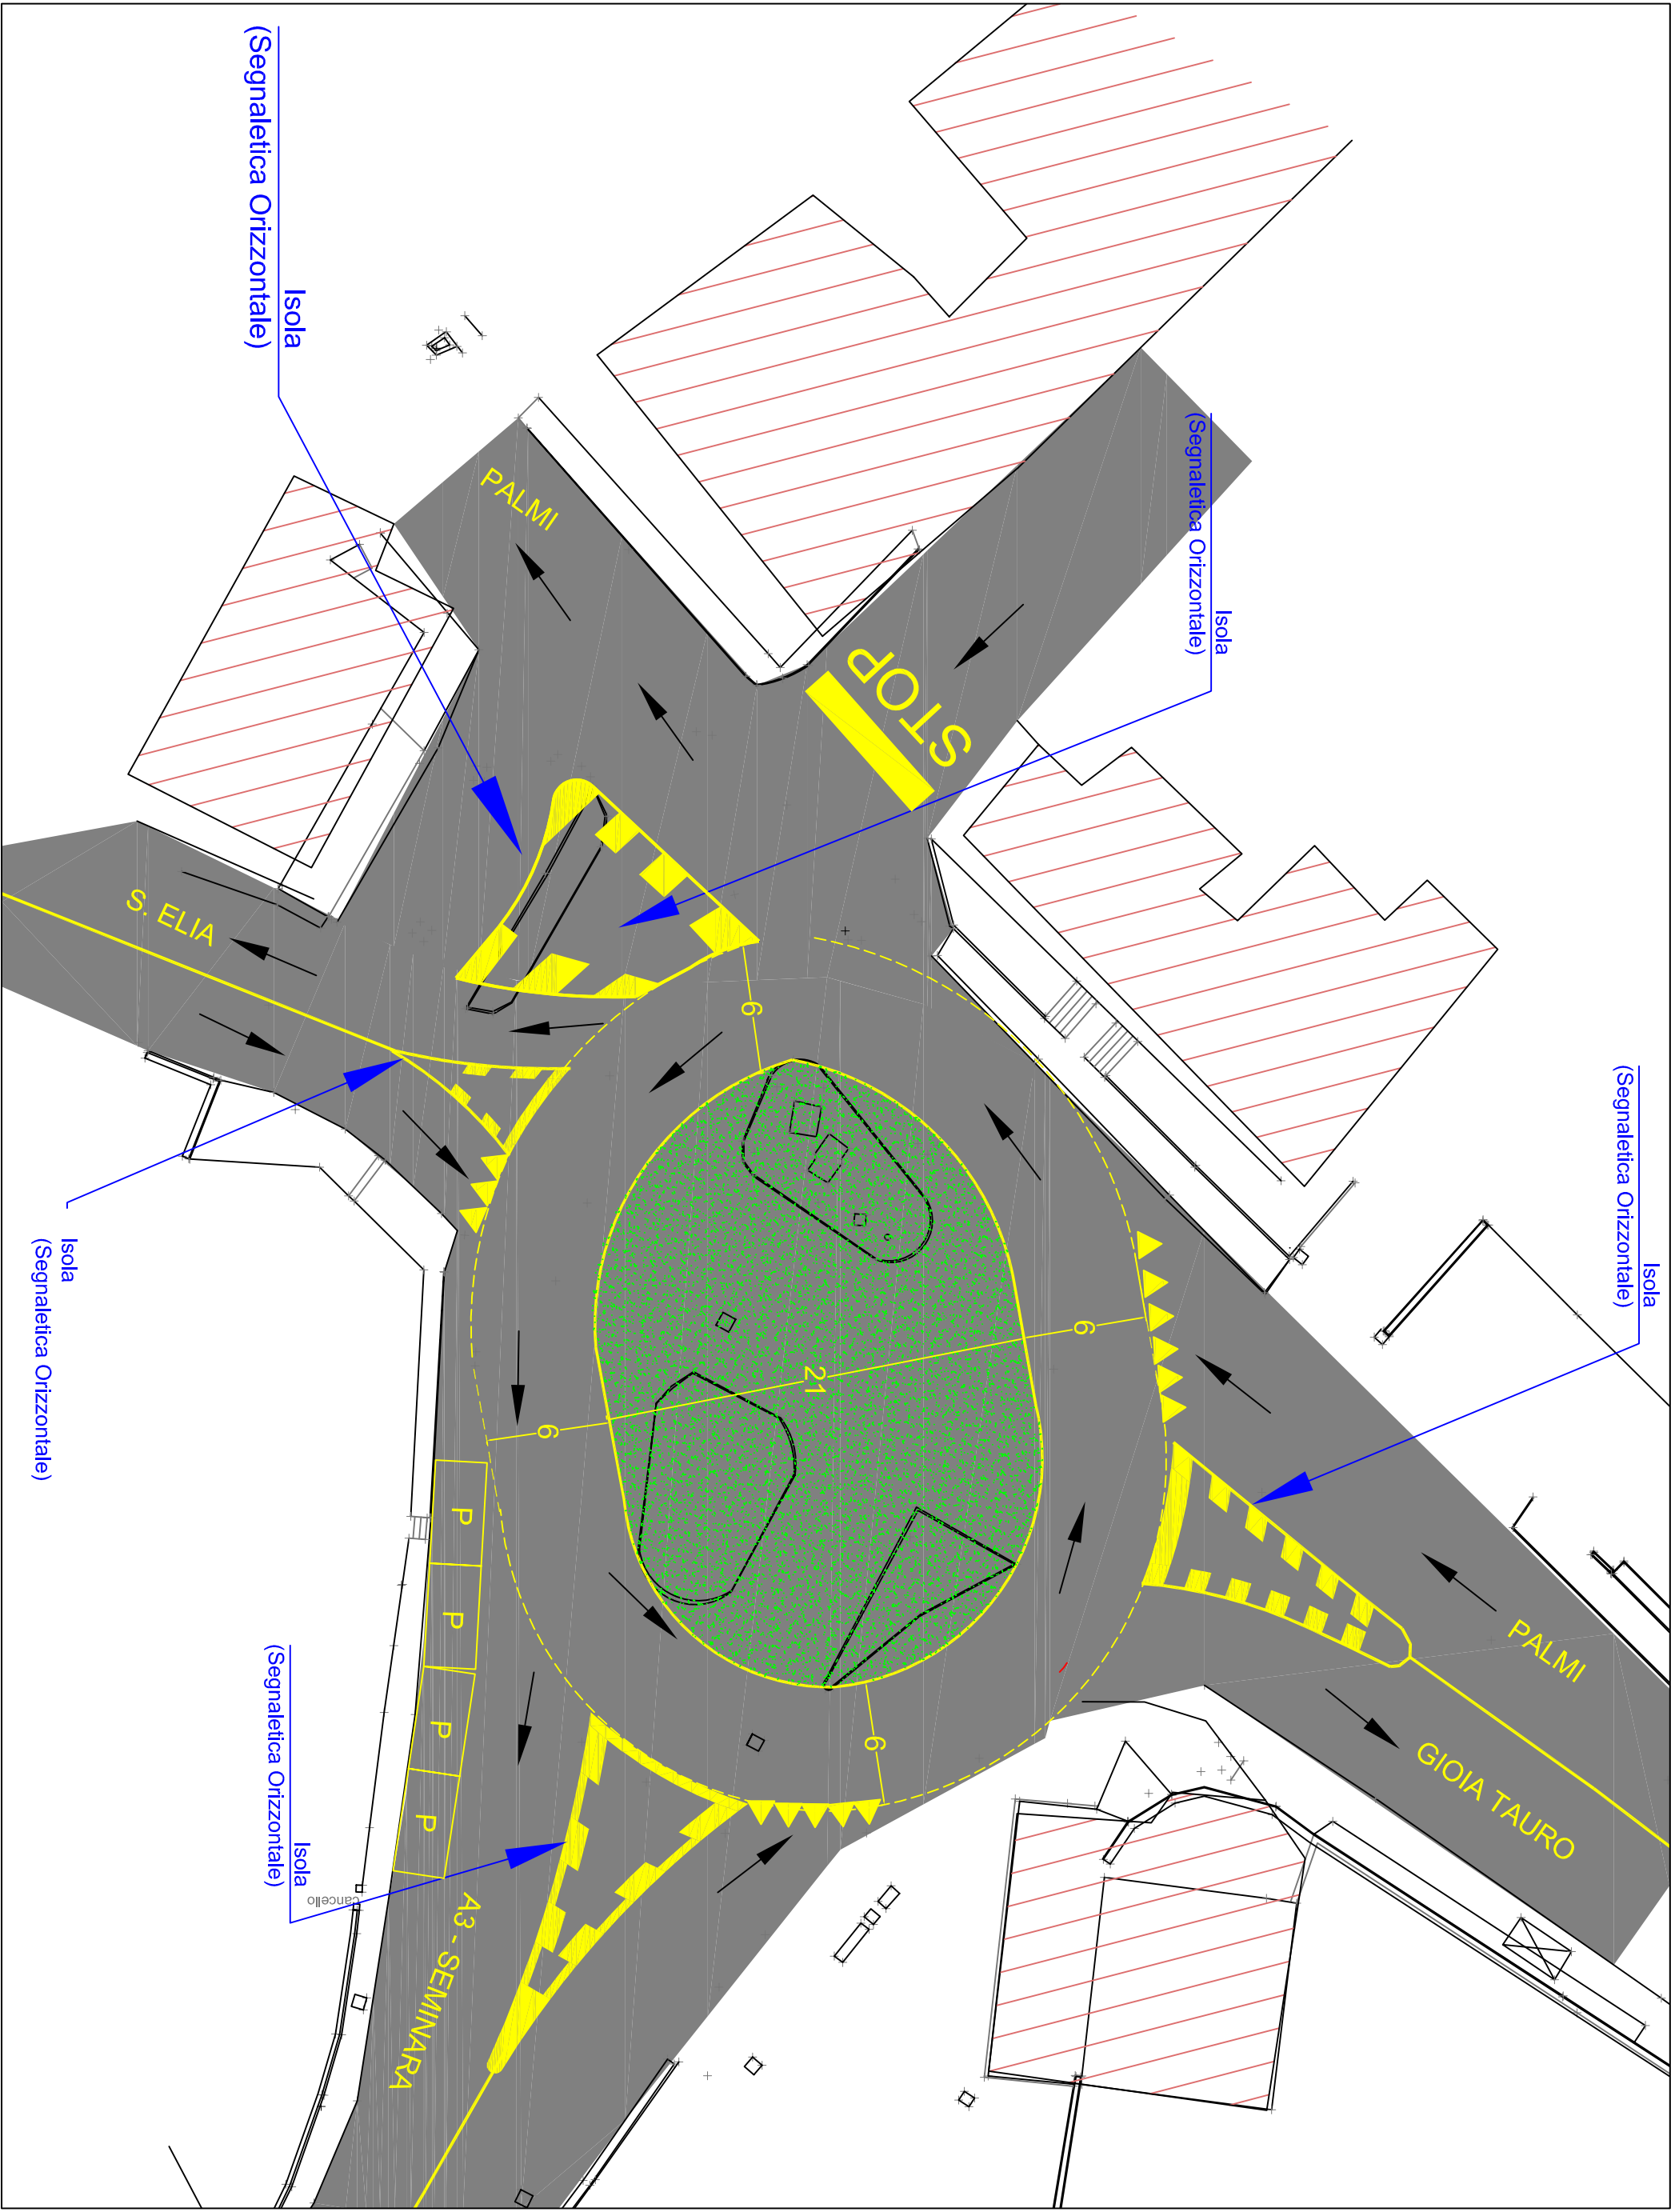 Isola
(Segnaletica Orizzontale)
Isola
(Segnaletica Orizzontale)
PALMI
STOP
S. ELIA
6
Isola
(Segnaletica Orizzontale)
Isola
(Segnaletica Orizzontale)
6
21
6
P
P
P
P
6
PALMI
GIOIA TAURO
Isola
(Segnaletica Orizzontale)
cancello
A3 - SEMINARA